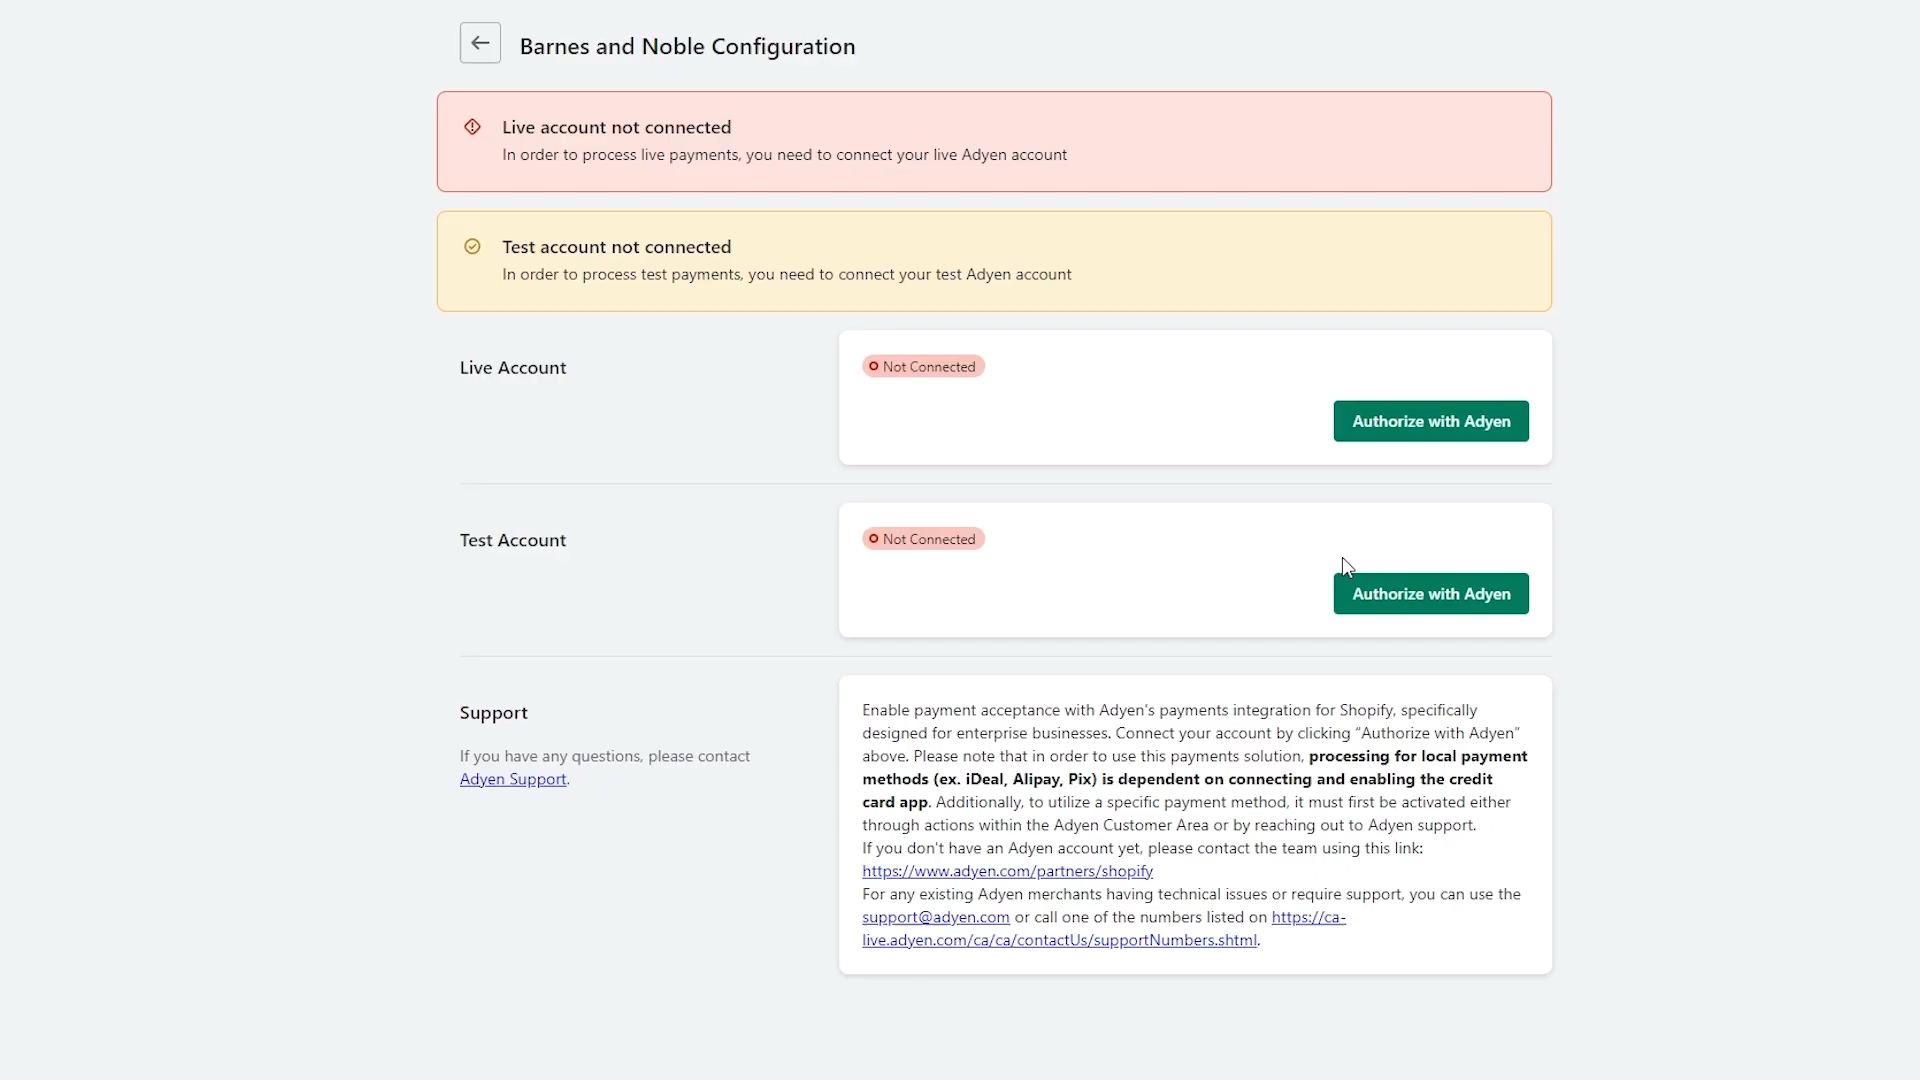 Barnes and Noble Configuration
Live account not connected
In order to process live payments, you need to connect your live Adyen account
Test account not connected
In order to process test payments, you need to connect your test Adyen account
Live Account
Not Connected
Authorize with Adyen
Test Account
Not Connected
Authorize with Adyen
Support
If you have any questions, please contact
Adyen Support.
Enable payment acceptance with Adyen's payments integration for Shopify, specifically
designed for enterprise businesses. Connect your account by clicking “Authorize with Adyen”
above. Please note that in order to use this payments solution, processing for local payment
methods (ex. iDeal, Alipay, Pix) is dependent on connecting and enabling the credit
card app. Additionally, to utilize a specific payment method, it must first be activated either
through actions within the Adyen Customer Area or by reaching out to Adyen support.
If you don't have an Adyen account yet, please contact the team using this link:
https://www.adyen.com/partners/shopify
For any existing Adyen merchants having technical issues or require support, you can use the
support@adyen.com or call one of the numbers listed on https://ca-
live.adyen.com/ca/ca/contactUs/supportNumbers.shtml.